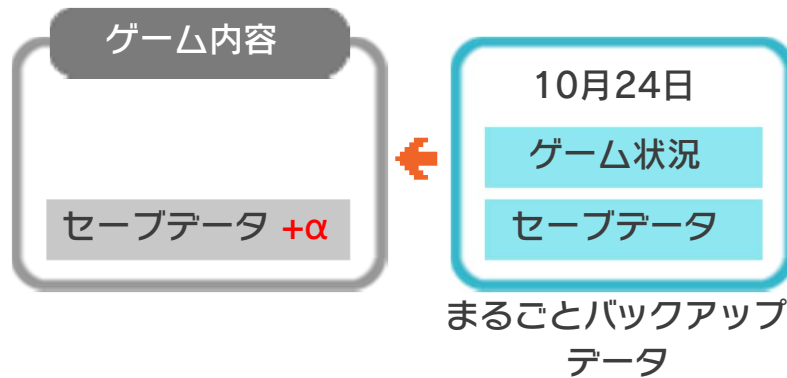 ゲーム内容
セーブデータ +α
10月24日
ゲーム状況
セーブデータ
まるごとバックアップ
データ